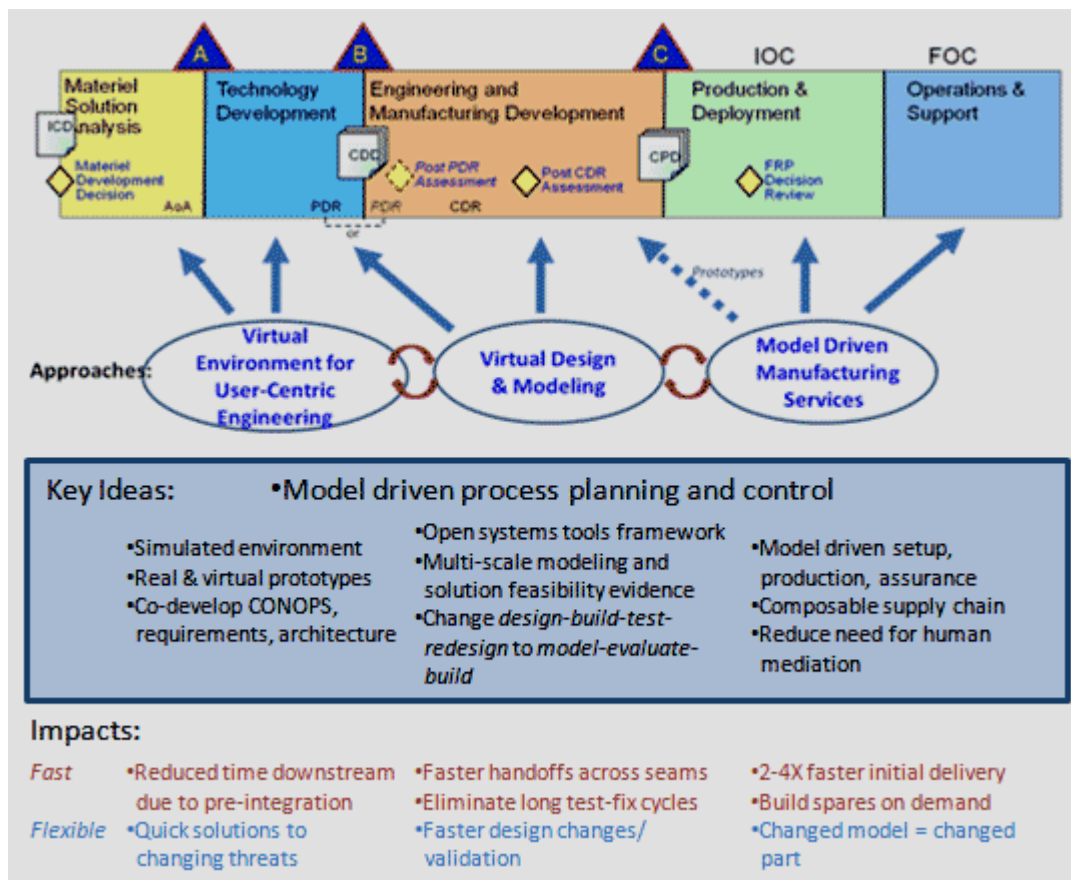 A
B
C
IOC
FOC
Materiel
Solution
Analysis
ICD
Materiel
Development
Decision
AoA
Technology
Development
PDR
or
CDD
Engineering and
Manufacturing Development
Post PDR
Assessment
Post CDR
Assessment
PDR
CDR
CPD
Production &
Deployment
FRP
Decision
Review
Operations &
Support
Prototypes
Approaches:
Virtual
Environment for
User-Centric
Engineering
Virtual Design
& Modeling
Model Driven
Manufacturing
Services
Key Ideas:
•Model driven process planning and control
•Simulated environment
•Real & virtual prototypes
•Co-develop CONOPS,
requirements, architecture
•Open systems tools framework
•Multi-scale modeling and
solution feasibility evidence
•Change design-build-test-
redesign to model-evaluate-
build
•Model driven setup,
production, assurance
•Composable supply chain
•Reduce need for human
mediation
Impacts:
Fast
•Reduced time downstream
due to pre-integration
•Faster handoffs across seams
•Eliminate long test-fix cycles
•2-4X faster initial delivery
•Build spares on demand
Flexible
•Quick solutions to
changing threats
•Faster design changes/
validation
•Changed model = changed
part